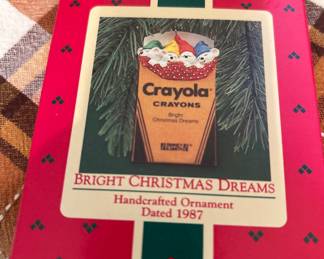 Crayola
CRAYONS
Bright
Christmas Dreams
BRIGHT CHRISTMAS DREAMS
Handcrafted Ornament
Dated 1987